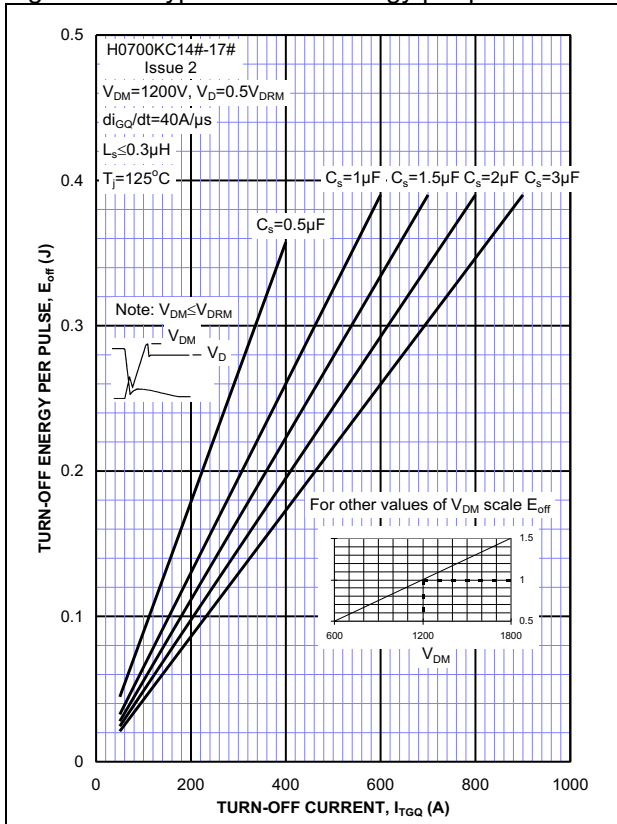 H0700KC14#-17#
Issue 2
V_DM=1200V, V_D=0.5V_DRM
di_GQ/dt=40A/µs
L_s≤0.3µH
T_j=125°C
C_s=0.5µF
C_s=1µF
C_s=1.5µF
C_s=2µF
C_s=3µF
Note: V_DM≤V_DRM
V_DM
V_D
For other values of V_DM scale E_off
1.5
1
0.5
600 1200 1800
V_DM
TURN-OFF ENERGY PER PULSE, E_off (J)
0.5
0.4
0.3
0.2
0.1
0
0 200 400 600 800 1000
TURN-OFF CURRENT, I_TGQ (A)